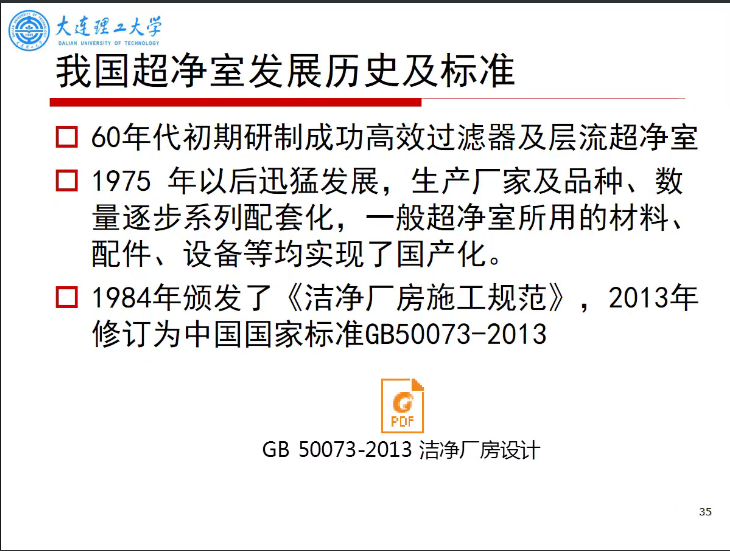 大连理工大学
DALIAN UNIVERSITY OF TECHNOLOGY
我国超净室发展历史及标准
60年代初期研制成功高效过滤器及层流超净室
1975 年以后迅猛发展，生产厂家及品种、数
量逐步系列配套化，一般超净室所用的材料、
配件、设备等均实现了国产化。
1984年颁发了《洁净厂房施工规范》，2013年
修订为中国国家标准GB50073-2013
PDF
GB 50073-2013 洁净厂房设计
35